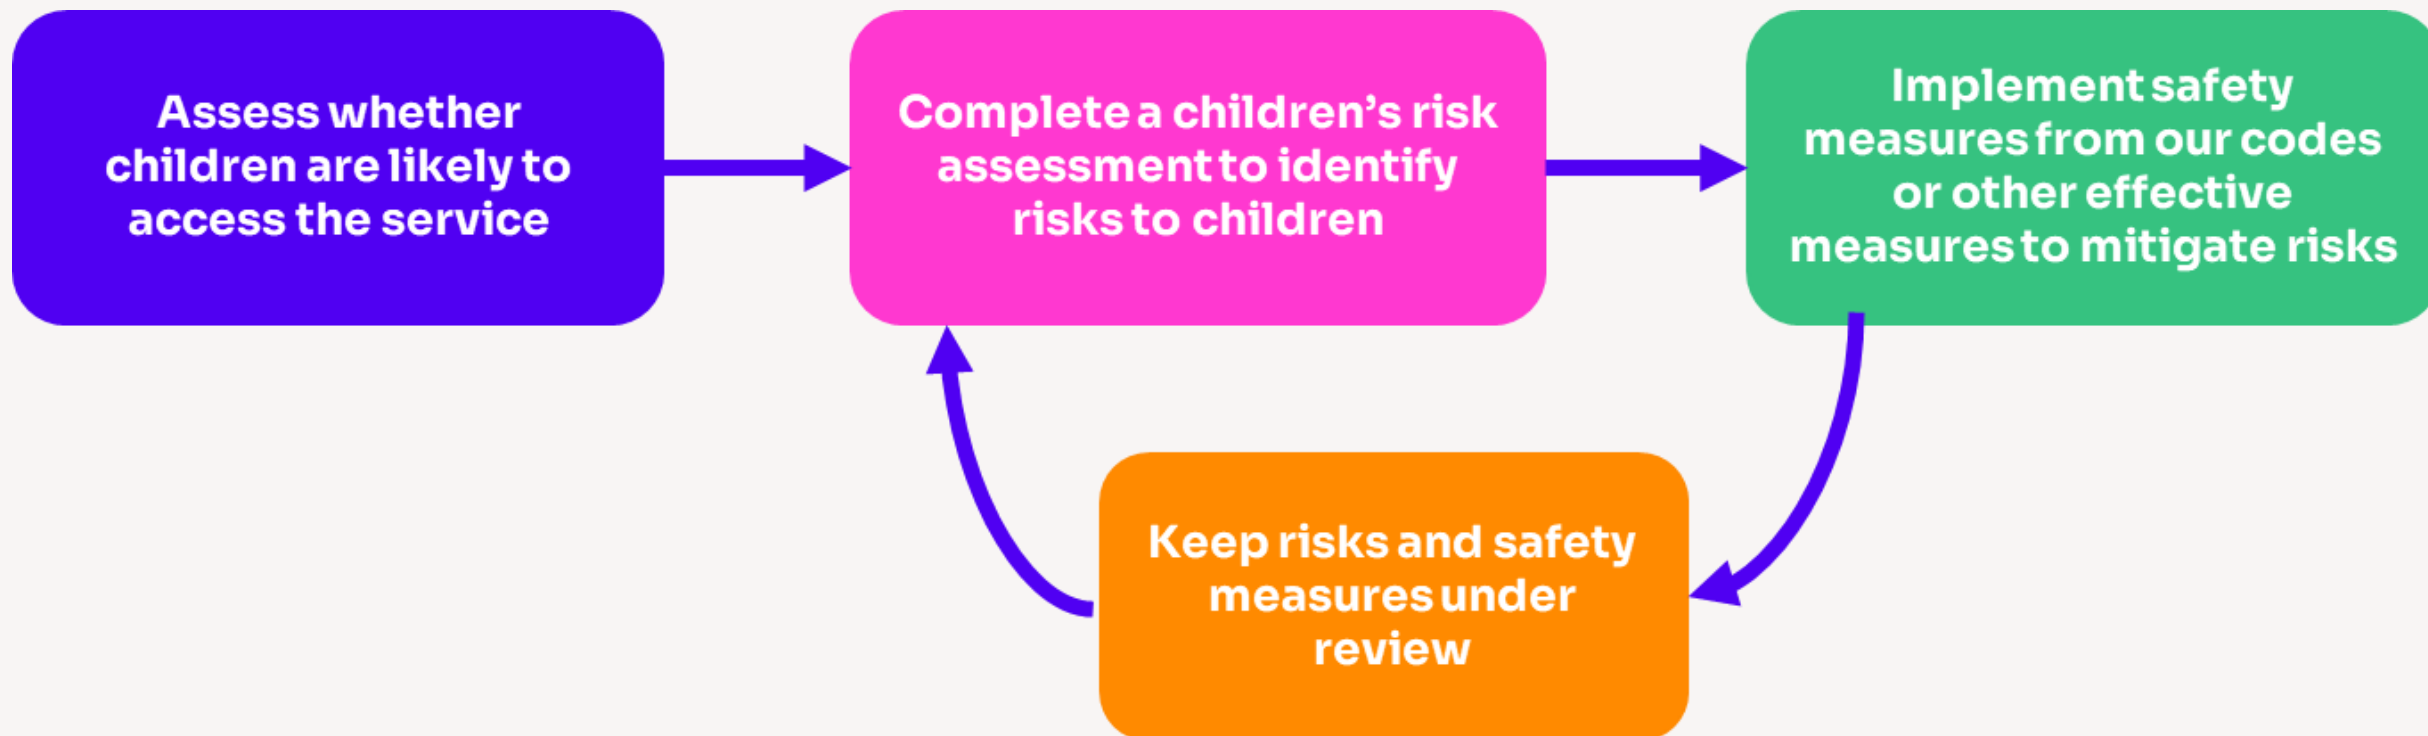 Assess whether
children are likely to
access the service
Complete a children’s risk
assessment to identify
risks to children
Implement safety
measures from our codes
or other effective
measures to mitigate risks
Keep risks and safety
measures under
review